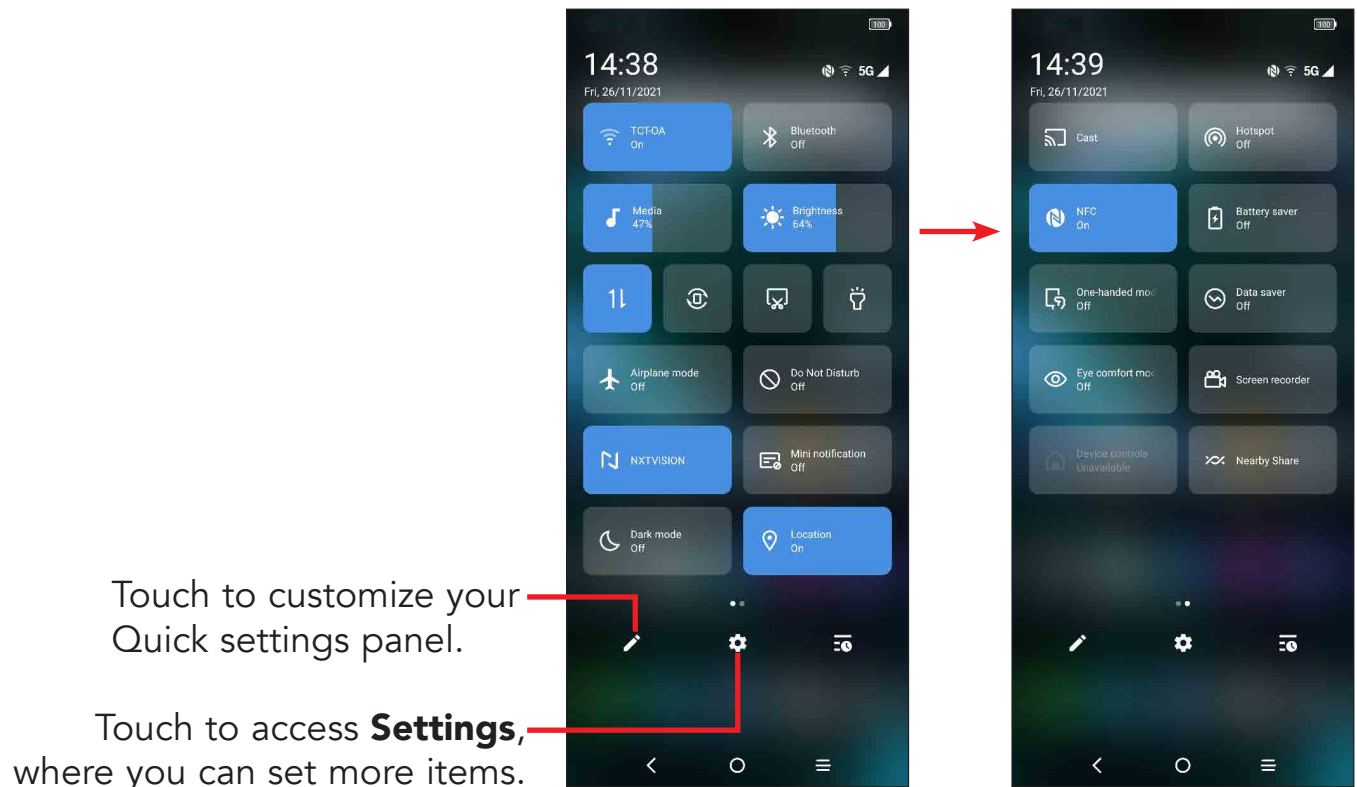 100
14:38
5G
Fri, 26/11/2021
TCT-OA
On
Bluetooth
Off
Media
47%
Brightness
64%
Airplane mode
Off
Do Not Disturb
Off
NXTVISION
Mini notification
Off
Dark mode
Off
Location
On
Touch to customize your
Quick settings panel.
Touch to access Settings,
where you can set more items.
100
14:39
5G
Fri, 26/11/2021
Cast
Hotspot
Off
NFC
On
Battery saver
Off
One-handed mo
Off
Data saver
Off
Eye comfort mo
Off
Screen recorder
Device controls
Unavailable
Nearby Share